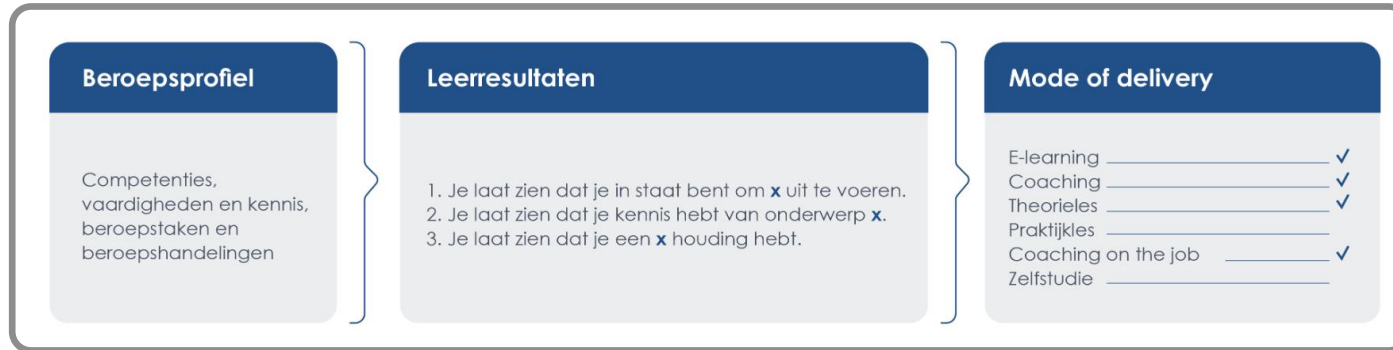 Beroepsprofiel
Competenties,
vaardigheden en kennis,
beroepstaken en
beroepshandelingen
Leerresultaten
1. Je laat zien dat je in staat bent om x uit te voeren.
2. Je laat zien dat je kennis hebt van onderwerp x.
3. Je laat zien dat je een x houding hebt.
Mode of delivery
E-learning ✓
Coaching ✓
Theorieles ✓
Praktijkles
Coaching on the job ✓
Zelfstudie